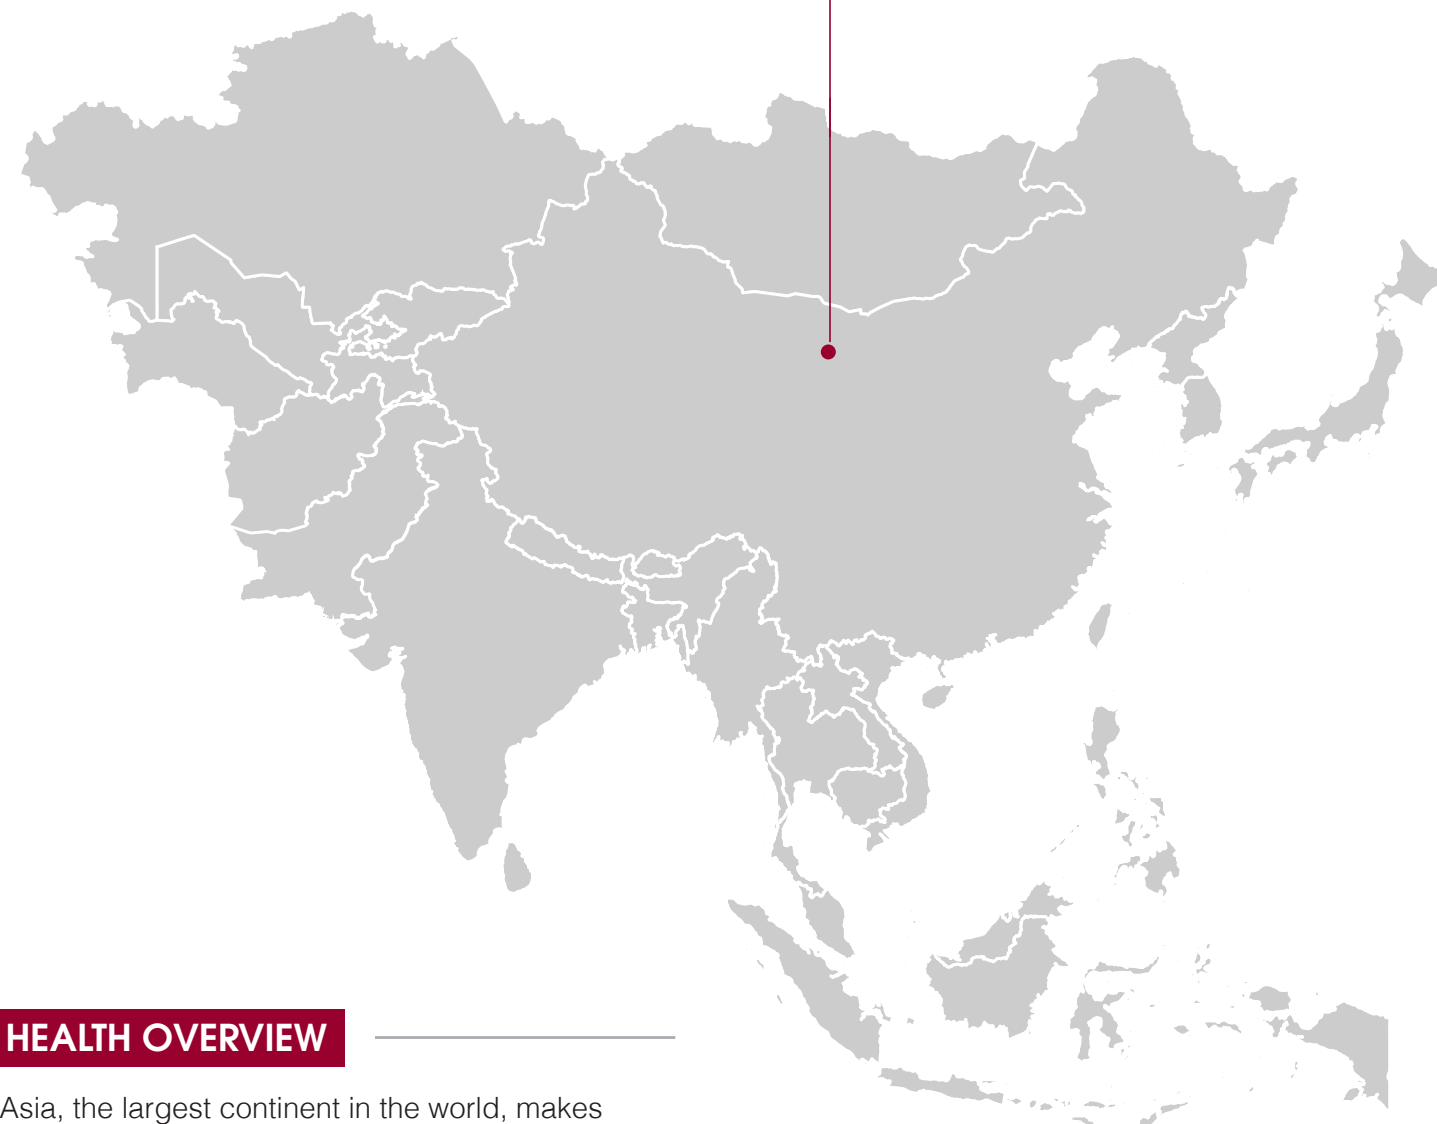 HEALTH OVERVIEW
Asia, the largest continent in the world, makes